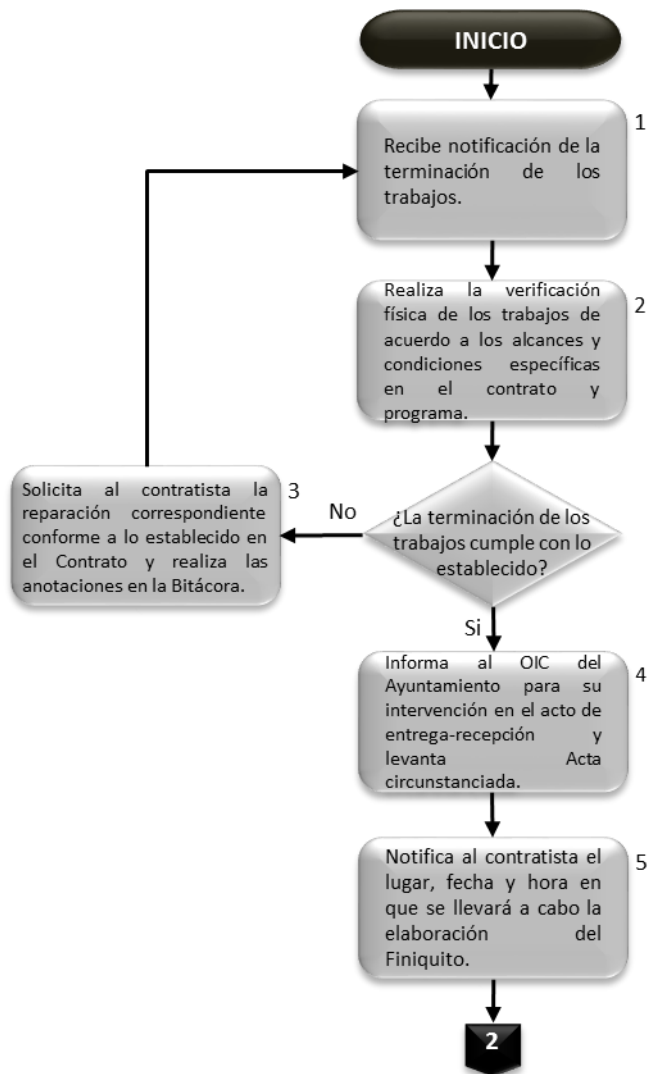 INICIO
1
Recibe notificación de la
terminación de los
trabajos.
2
Realiza la verificación
física de los trabajos de
acuerdo a los alcances y
condiciones específicas
en el contrato y
programa.
3
Solicita al contratista la
reparación correspondiente
conforme a lo establecido en
el Contrato y realiza las
anotaciones en la Bitácora.
No
¿La terminación de los
trabajos cumple con lo
establecido?
Si
4
Informa al OIC del
Ayuntamiento para su
intervención en el acto de
entrega-recepción y
levanta Acta
circunstanciada.
5
Notifica al contratista el
lugar, fecha y hora en
que se llevará a cabo la
elaboración del
Finiquito.
2